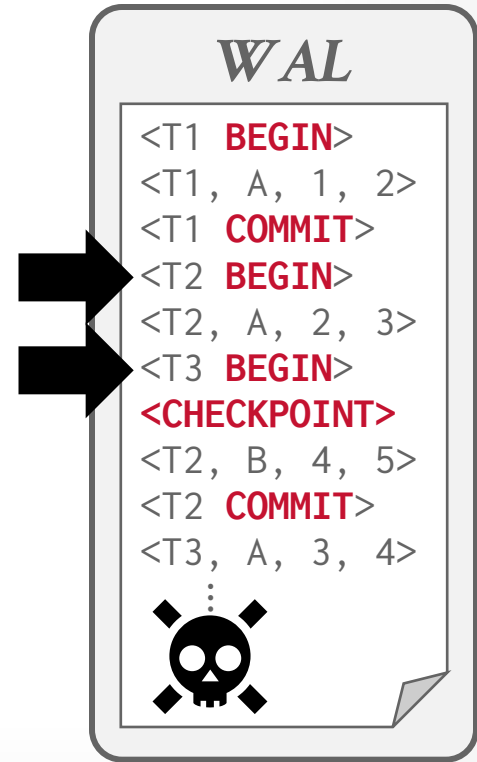 WAL
<T1 BEGIN>
<T1, A, 1, 2>
<T1 COMMIT>
<T2 BEGIN>
<T2, A, 2, 3>
<T3 BEGIN>
<CHECKPOINT>
<T2, B, 4, 5>
<T2 COMMIT>
<T3, A, 3, 4>
⋮